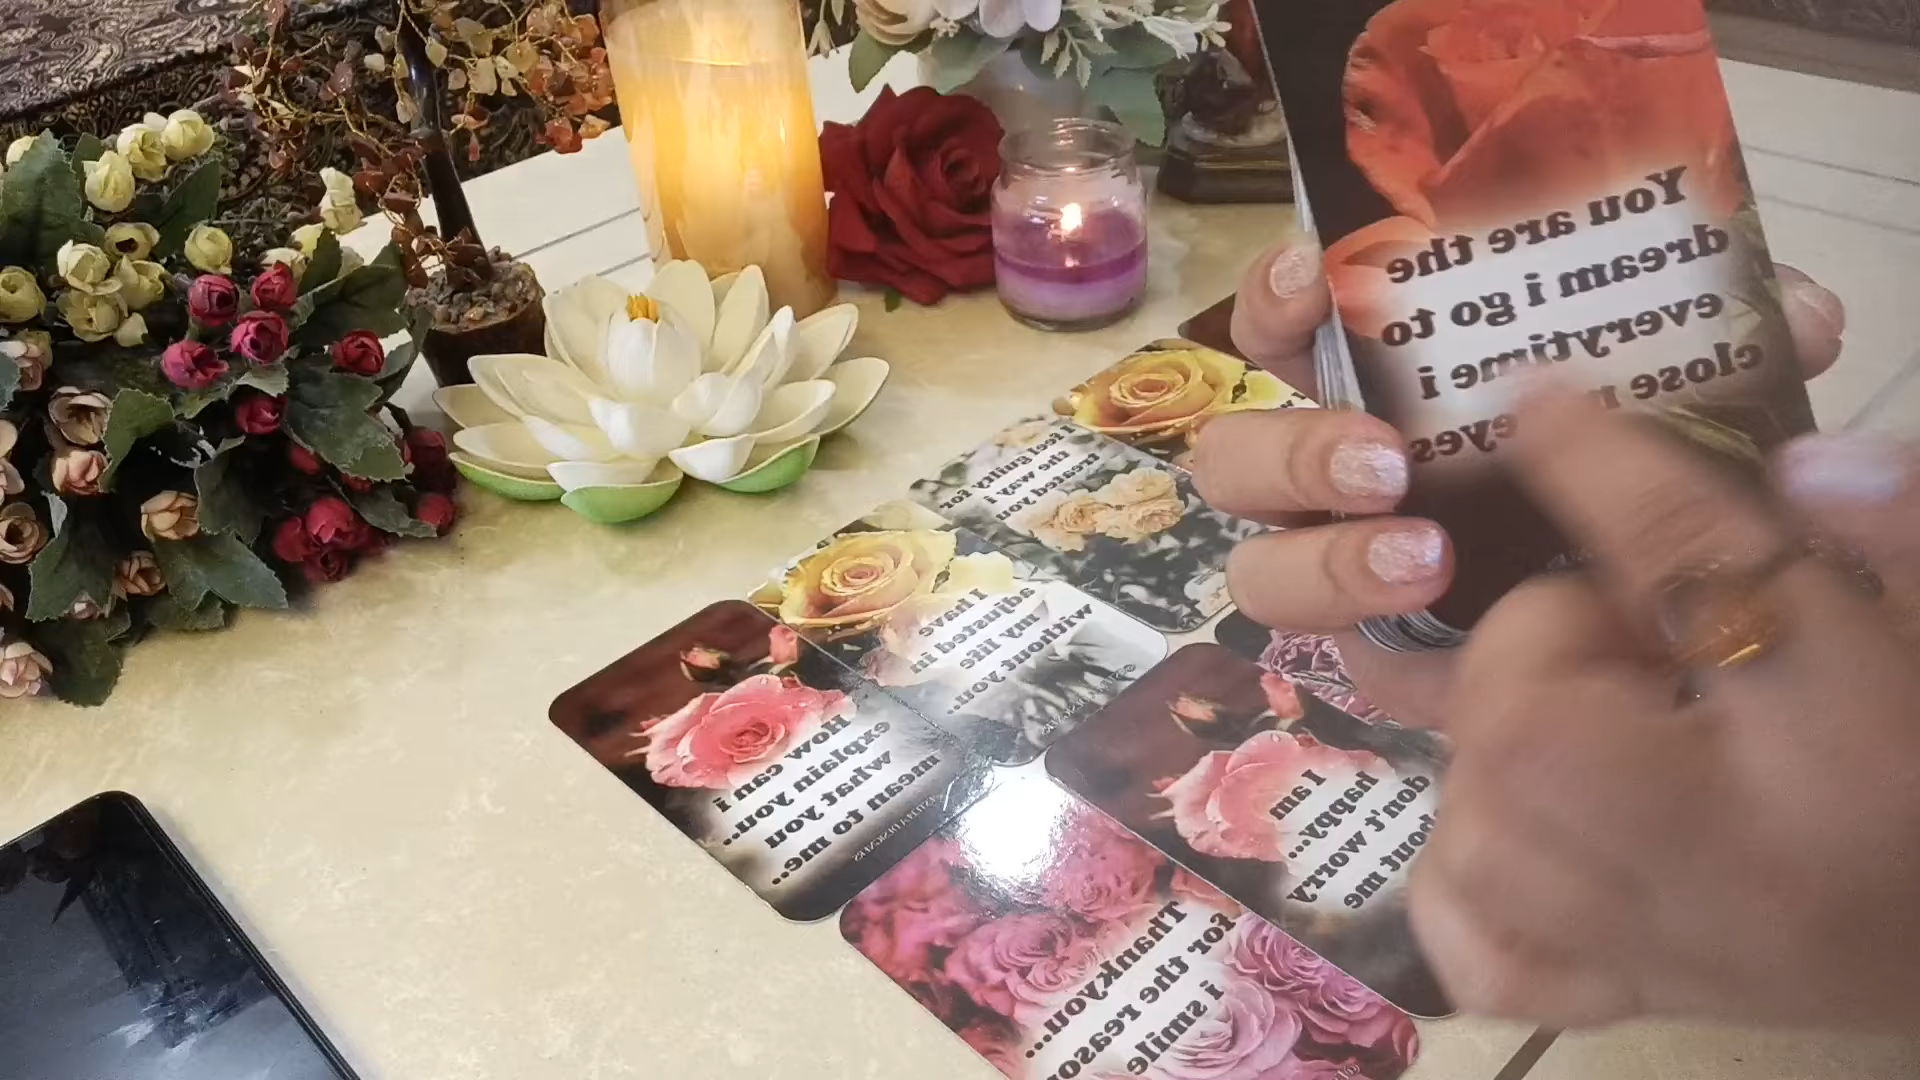 You are the
dream i go to
everytime i
close
eyes
I feel guilty for
the way i
treated you
I have
adjusted in
my life
without you..
How can i
explain you..
what you
mean to me..
I am
happy...
don't worry
about me
Thankyou....
for the reason
i smile